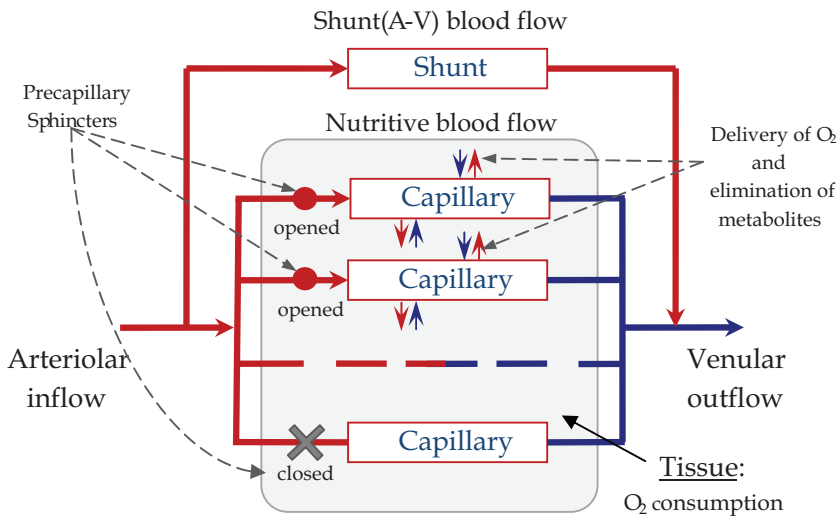 Shunt(A-V) blood flow
Shunt
Precapillary
Sphincters
Nutritive blood flow
Delivery of O₂
and
elimination of
metabolites
Capillary
opened
Capillary
opened
Arteriolar
inflow
Venular
outflow
Capillary
closed
Tissue:
O₂ consumption